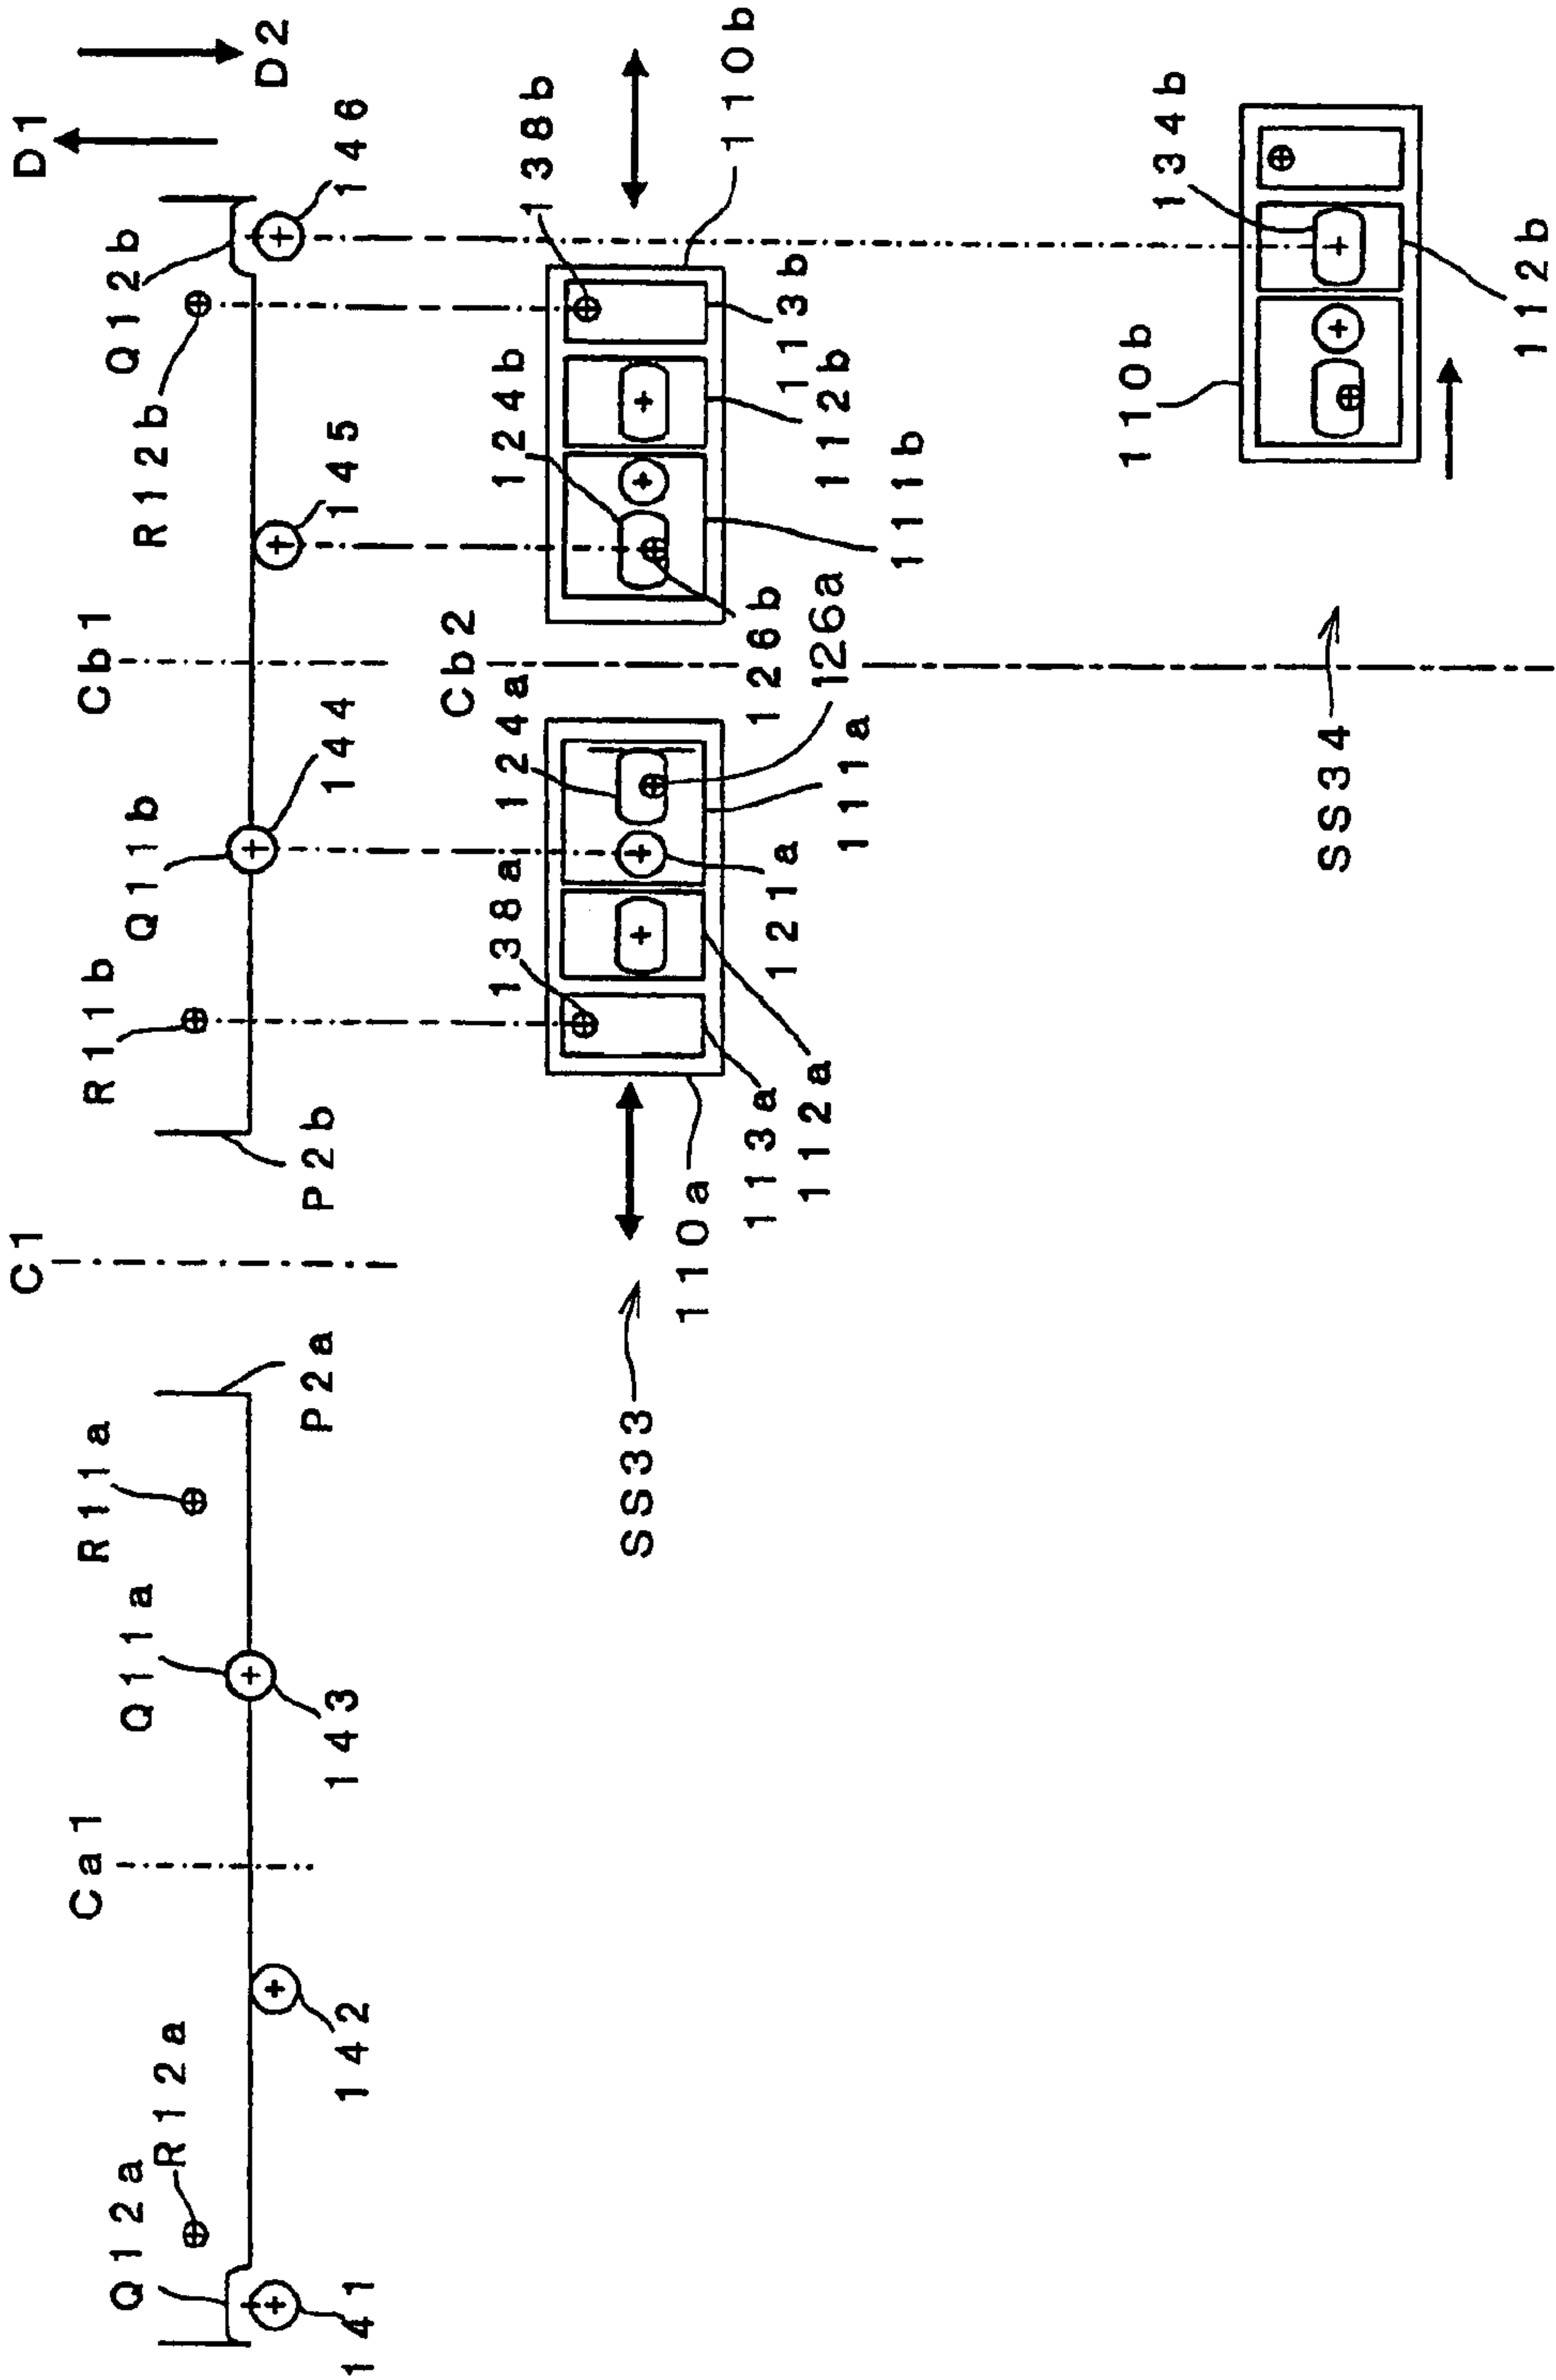 D1
D2
C1
Ca1
Cb1
Q12a
R12a
Q11a
R11a
R11b
Q11b
R12b
Q12b
141
142
143
P2a
P2b
144
145
146
Cb2
SS33
110a
113a
112a
138a
121a
111a
124a
126a
126b
124b
111b
112b
113b
138b
110b
SS34
110b
134b
112b